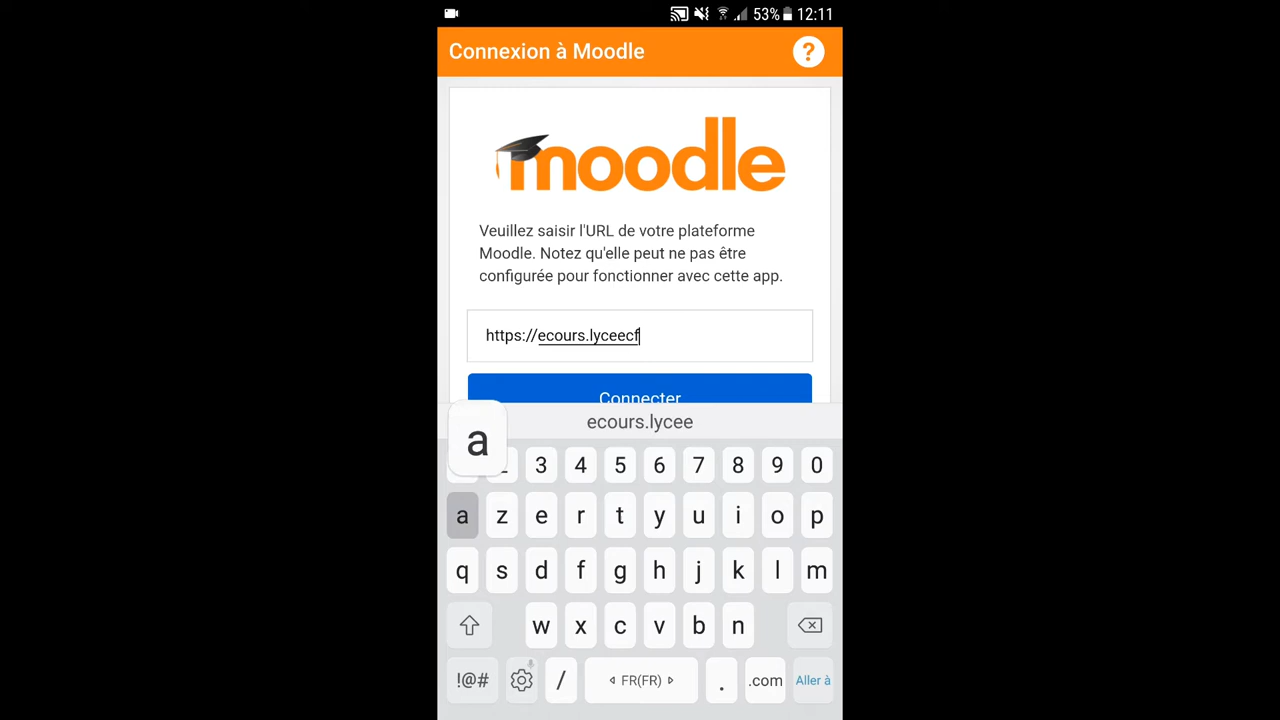 53% 12:11
Connexion à Moodle ?
moodle
Veuillez saisir l'URL de votre plateforme
Moodle. Notez qu'elle peut ne pas être
configurée pour fonctionner avec cette app.
https://ecours.lyceecf
Connecter
ecours.lycee
a
3 4 5 6 7 8 9 0
a z e r t y u i o p
q s d f g h j k l m
w x c v b n
!@# / FR(FR) . .com Aller à